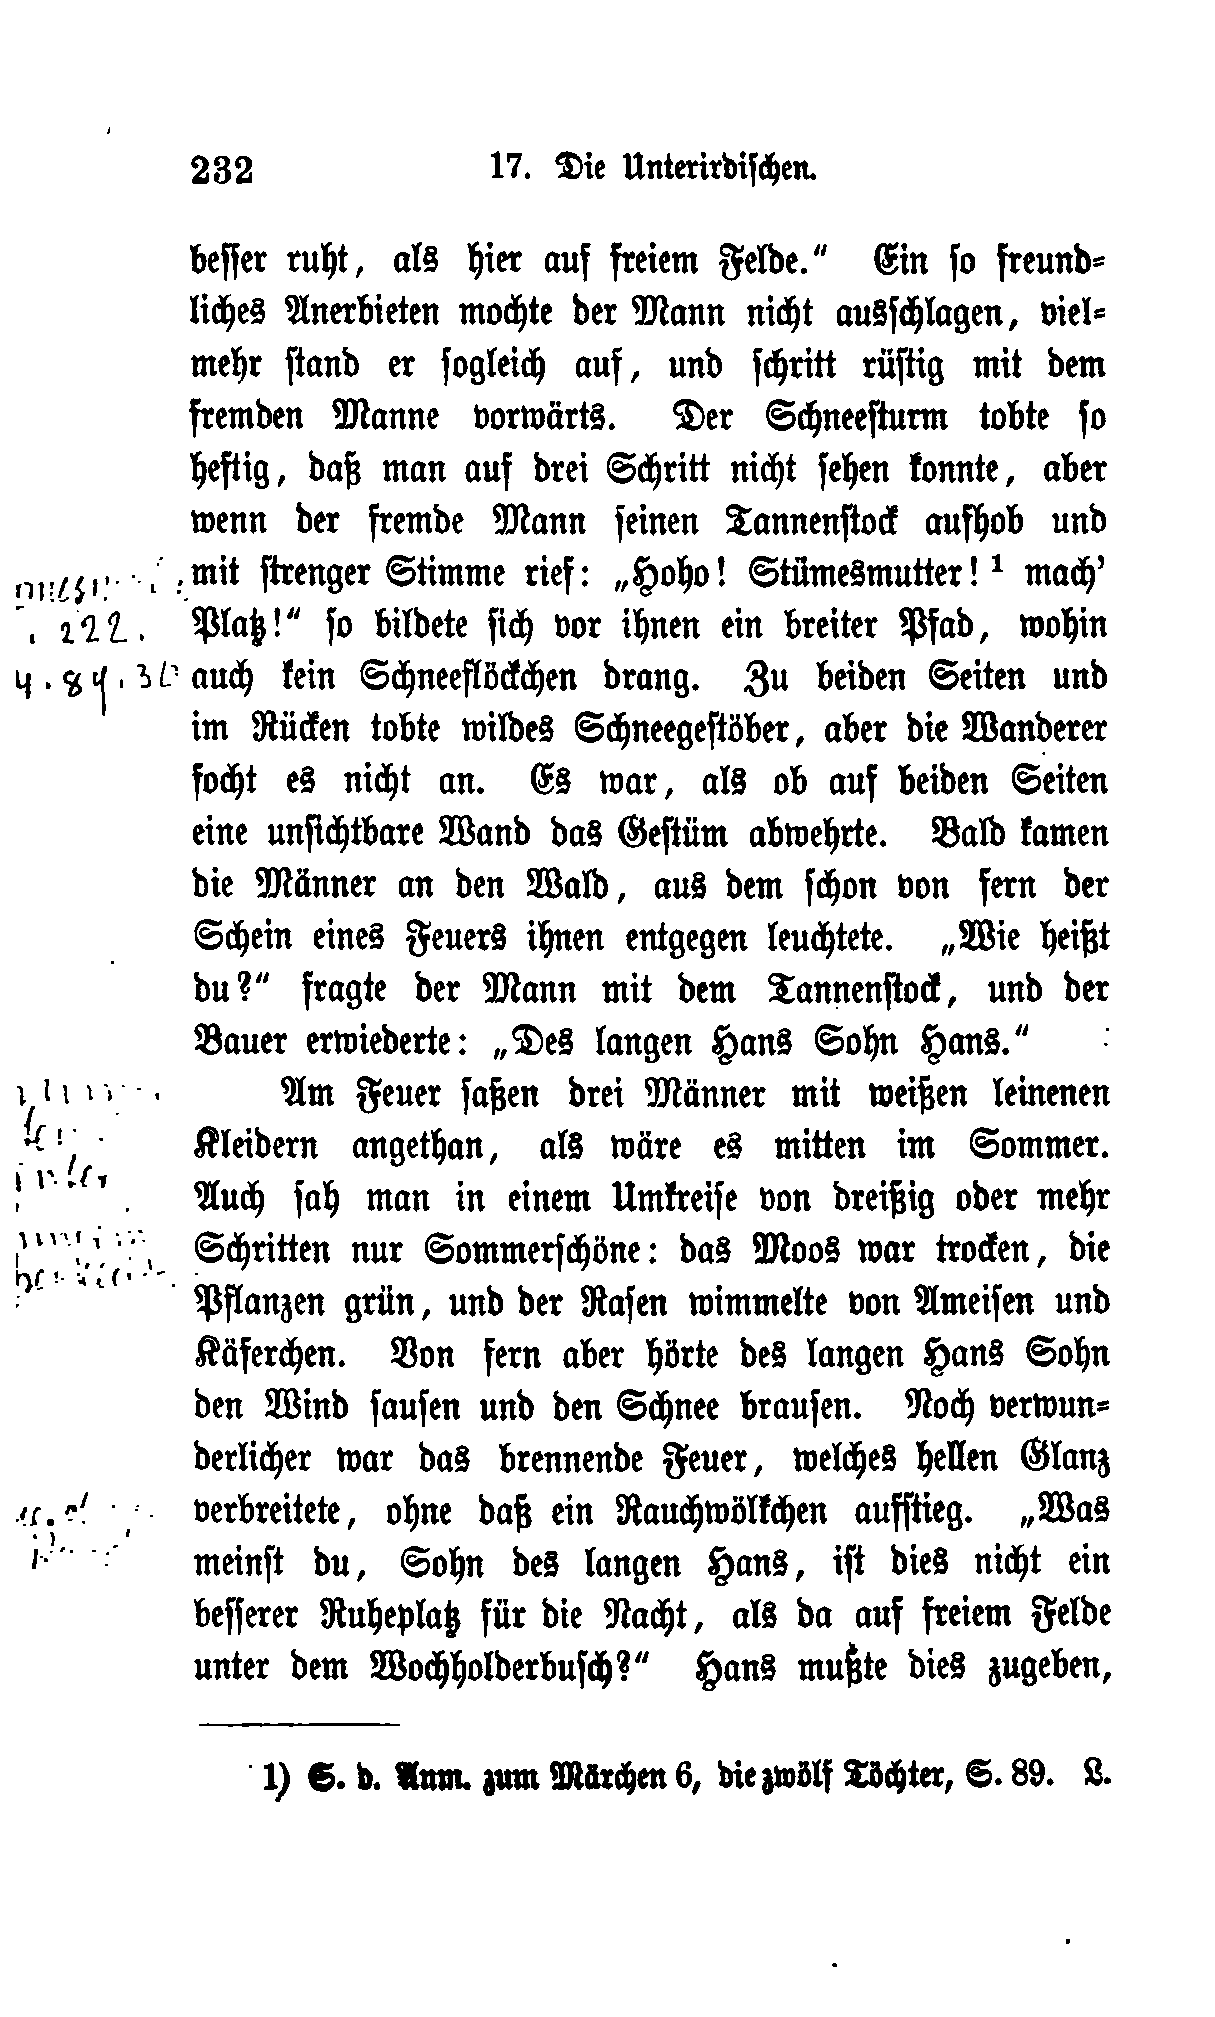 232 17. Die Unterirdischen.
besser ruht, als hier auf freiem Felde.“ Ein so freund=
liches Anerbieten mochte der Mann nicht ausschlagen, viel=
mehr stand er sogleich auf, und schritt rüstig mit dem
fremden Manne vorwärts. Der Schneesturm tobte so
heftig, daß man auf drei Schritt nicht sehen konnte, aber
wenn der fremde Mann seinen Tannenstock aufhob und
mit strenger Stimme rief: „Hoho! Stümesmutter!¹ mach’
222.
Platz!“ so bildete sich vor ihnen ein breiter Pfad, wohin
auch kein Schneeflöckchen drang. Zu beiden Seiten und
im Rücken tobte wildes Schneegestöber, aber die Wanderer
focht es nicht an. Es war, als ob auf beiden Seiten
eine unsichtbare Wand das Gestüm abwehrte. Bald kamen
die Männer an den Wald, aus dem schon von fern der
Schein eines Feuers ihnen entgegen leuchtete. „Wie heißt
du?“ fragte der Mann mit dem Tannenstock, und der
Bauer erwiederte: „Des langen Hans Sohn Hans.“
Am Feuer saßen drei Männer mit weißen leinenen
Kleidern angethan, als wäre es mitten im Sommer.
Auch sah man in einem Umkreise von dreißig oder mehr
Schritten nur Sommerschöne: das Moos war trocken, die
Pflanzen grün, und der Rasen wimmelte von Ameisen und
Käferchen. Von fern aber hörte des langen Hans Sohn
den Wind sausen und den Schnee brausen. Noch verwun=
derlicher war das brennende Feuer, welches hellen Glanz
verbreitete, ohne daß ein Rauchwölkchen aufstieg. „Was
meinst du, Sohn des langen Hans, ist dies nicht ein
besserer Ruheplatz für die Nacht, als da auf freiem Felde
unter dem Wochholderbusch?“ Hans mußte dies zugeben,
1) S. d. Anm. zum Märchen 6, die zwölf Töchter, S. 89. L.